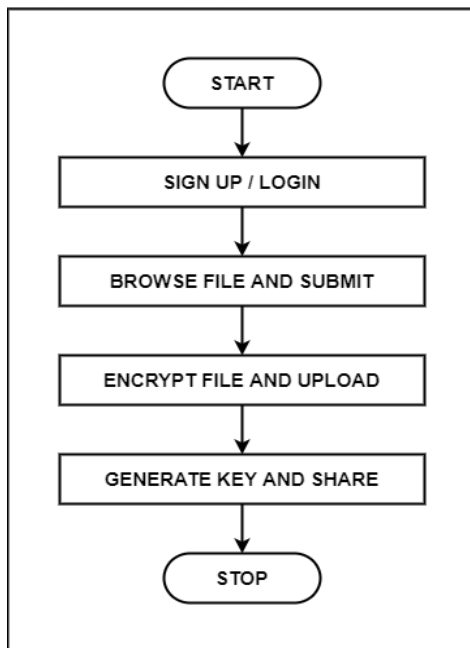 START
SIGN UP / LOGIN
BROWSE FILE AND SUBMIT
ENCRYPT FILE AND UPLOAD
GENERATE KEY AND SHARE
STOP